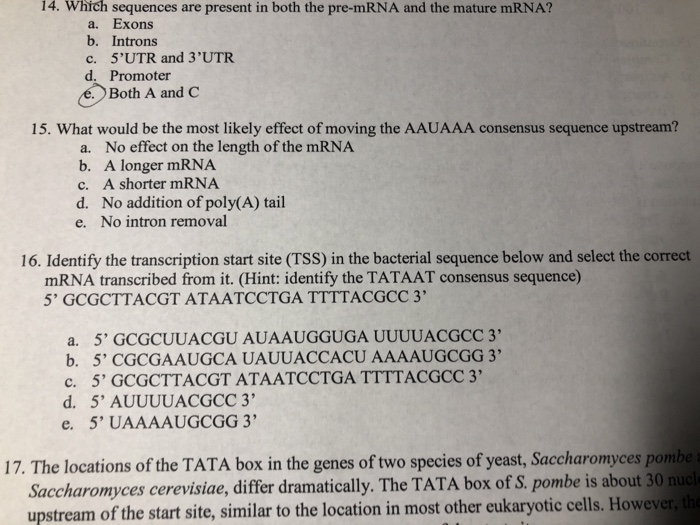 14. Which sequences are present in both the pre-mRNA and the mature mRNA?
a. Exons
b. Introns
c. 5'UTR and 3'UTR
d. Promoter
e. Both A and C
15. What would be the most likely effect of moving the AAUAAA consensus sequence upstream?
a. No effect on the length of the mRNA
b. A longer mRNA
c. A shorter mRNA
d. No addition of poly(A) tail
e. No intron removal
16. Identify the transcription start site (TSS) in the bacterial sequence below and select the correct
mRNA transcribed from it. (Hint: identify the TATAAT consensus sequence)
5' GCGCTTACGT ATAATCCTGA TTTTACGCC 3'
a. 5' GCGCUUACGU AUAAUGGUGA UUUUACGCC 3'
b. 5' CGCGAAUGCA UAUUACCACU AAAAUGCGG 3'
c. 5' GCGCTTACGT ATAATCCTGA TTTTACGCC 3'
d. 5' AUUUUACGCC 3'
e. 5' UAAAAUGCGG 3'
17. The locations of the TATA box in the genes of two species of yeast, Saccharomyces pombe
Saccharomyces cerevisiae, differ dramatically. The TATA box of S. pombe is about 30 nucl
upstream of the start site, similar to the location in most other eukaryotic cells. However, the